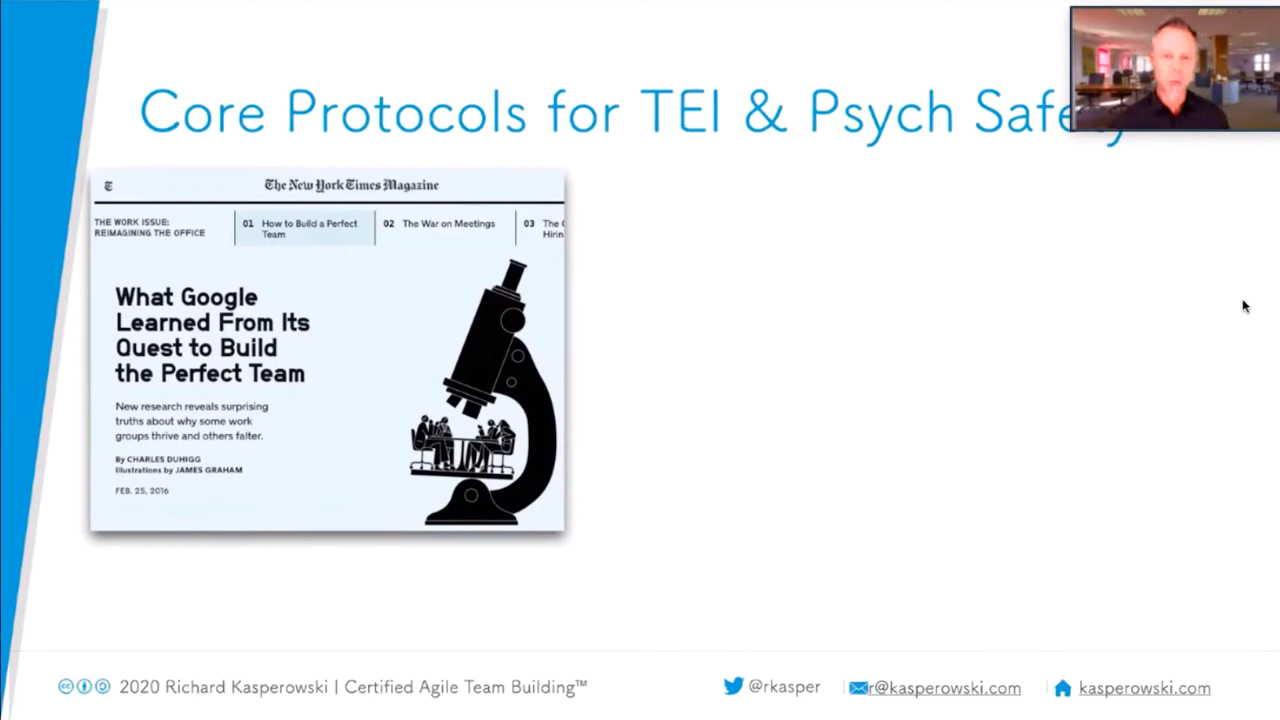 Core Protocols for TEI & Psych Safety
The New York Times Magazine
THE WORK ISSUE:
REIMAGINING THE OFFICE
01 How to Build a Perfect
Team
02 The War on Meetings
03 The
What Google
Learned From Its
Quest to Build
the Perfect Team
New research reveals surprising
truths about why some work
groups thrive and others falter.
By CHARLES DUHIGG
Illustrations by JAMES GRAHAM
FEB. 25, 2016
2020 Richard Kasperowski | Certified Agile Team Building™
@rkasper
r@kasperowski.com
kasperowski.com